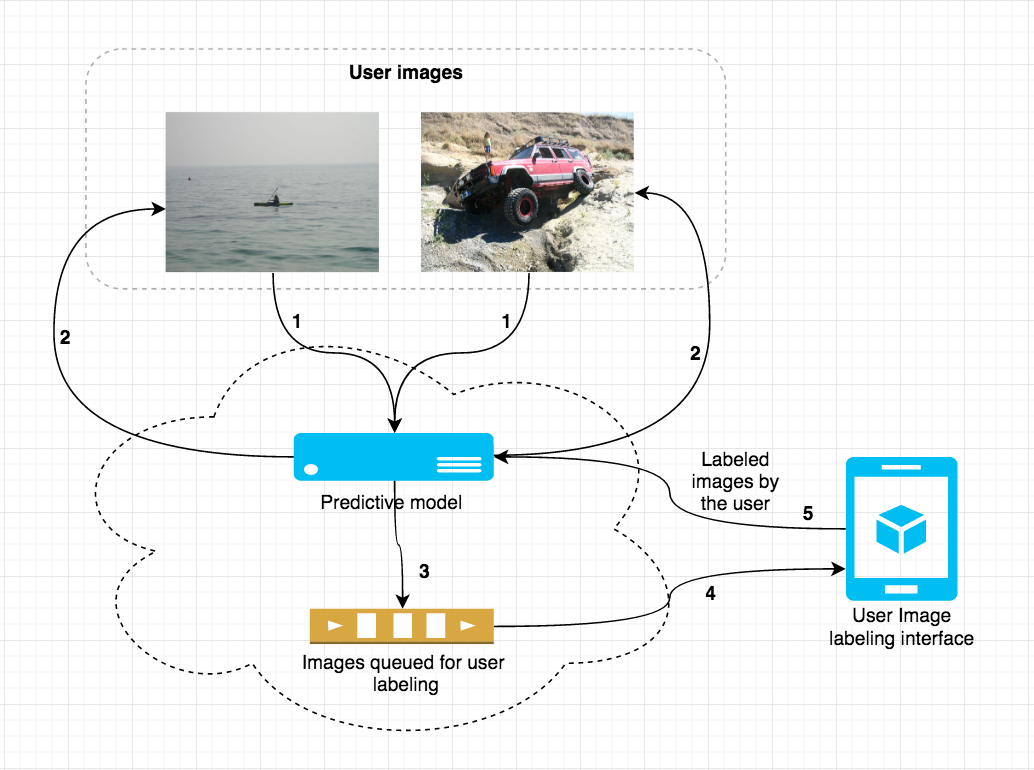 User images
1
1
2
2
Labeled
images by
the user
5
Predictive model
3
4
User Image
labeling interface
Images queued for user
labeling